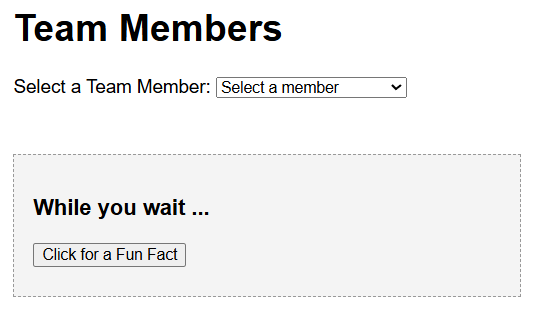 Team Members
Select a Team Member: Select a member
While you wait ...
Click for a Fun Fact